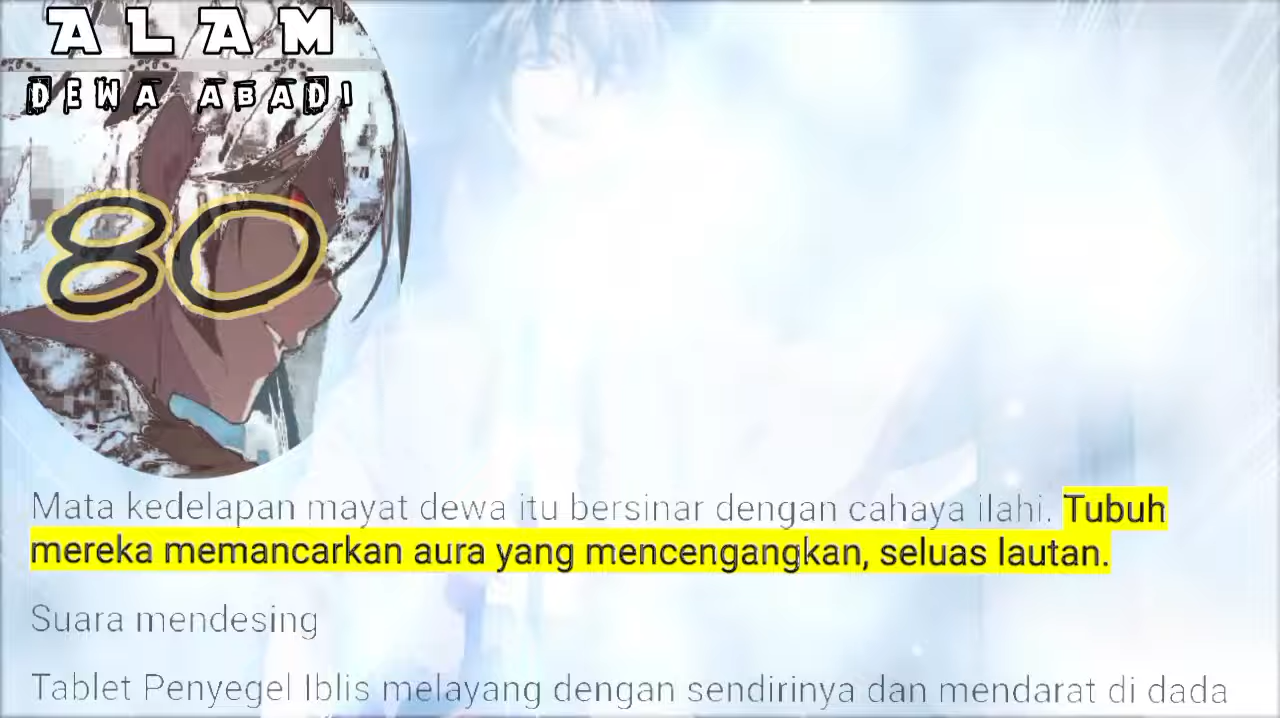 ALAM
DEWA ABADI
80
Mata kedelapan mayat dewa itu bersinar dengan cahaya ilahi. Tubuh
mereka memancarkan aura yang mencengangkan, seluas lautan.
Suara mendesing
Tablet Penyegel Iblis melayang dengan sendirinya dan mendarat di dada